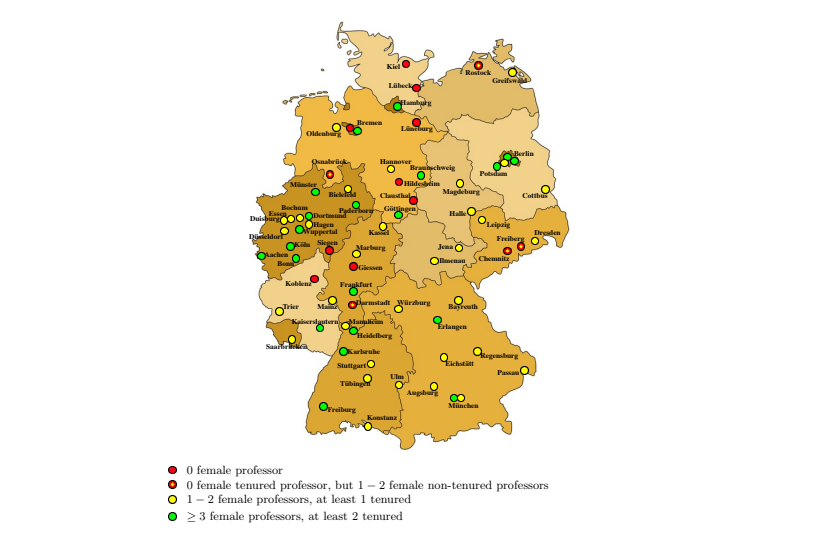 Kiel
Rostock
Greifswald
Lübeck
Hamburg
Lüneburg
Bremen
Oldenburg
Osnabrück
Hannover
Braunschweig
Berlin
Potsdam
Münster
Bielefeld
Hildesheim
Magdeburg
Cottbus
Clausthal
Paderborn
Göttingen
Bochum
Essen
Dortmund
Duisburg
Hagen
Wuppertal
Halle
Leipzig
Düsseldorf
Kassel
Dresden
Freiberg
Köln
Siegen
Marburg
Jena
Chemnitz
Aachen
Bonn
Giessen
Ilmenau
Koblenz
Frankfurt
Trier
Mainz
Darmstadt
Würzburg
Bayreuth
Kaiserslautern
Mannheim
Erlangen
Heidelberg
Saarbrücken
Karlsruhe
Regensburg
Stuttgart
Eichstätt
Passau
Tübingen
Ulm
Augsburg
München
Freiburg
Konstanz
0 female professor
0 female tenured professor, but 1 − 2 female non-tenured professors
1 − 2 female professors, at least 1 tenured
≥ 3 female professors, at least 2 tenured